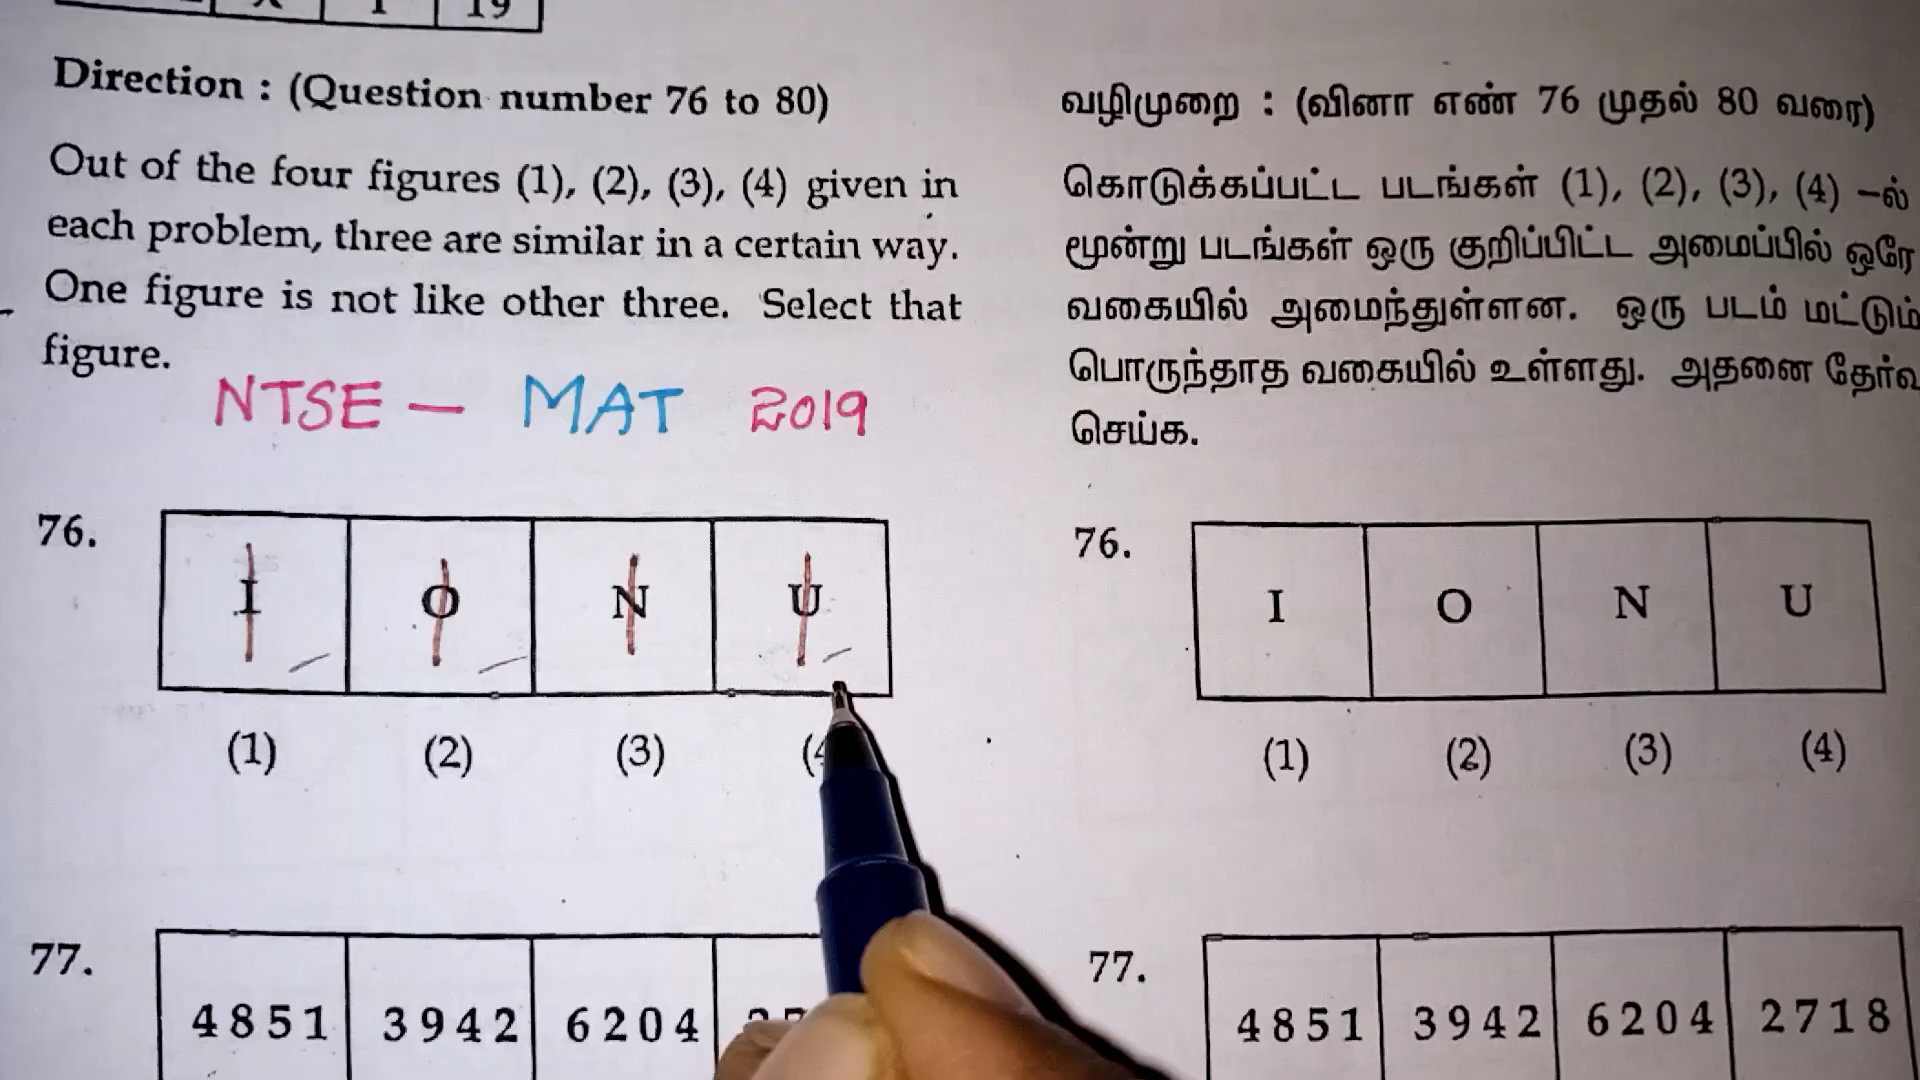 19
Direction : (Question number 76 to 80)
Out of the four figures (1), (2), (3), (4) given in
each problem, three are similar in a certain way.
One figure is not like other three. Select that
figure.
NTSE — MAT 2019
76.
I O N U
(1) (2) (3)
77.
4851 3942 6204
வழிமுறை : (வினா எண் 76 முதல் 80 வரை)
கொடுக்கப்பட்ட படங்கள் (1), (2), (3), (4) –ல்
மூன்று படங்கள் ஒரு குறிப்பிட்ட அமைப்பில் ஒரே
வகையில் அமைந்துள்ளன. ஒரு படம் மட்டும்
பொருந்தாத வகையில் உள்ளது. அதனை
செய்க.
76.
I O N U
(1) (2) (3) (4)
77.
4851 3942 6204 2718